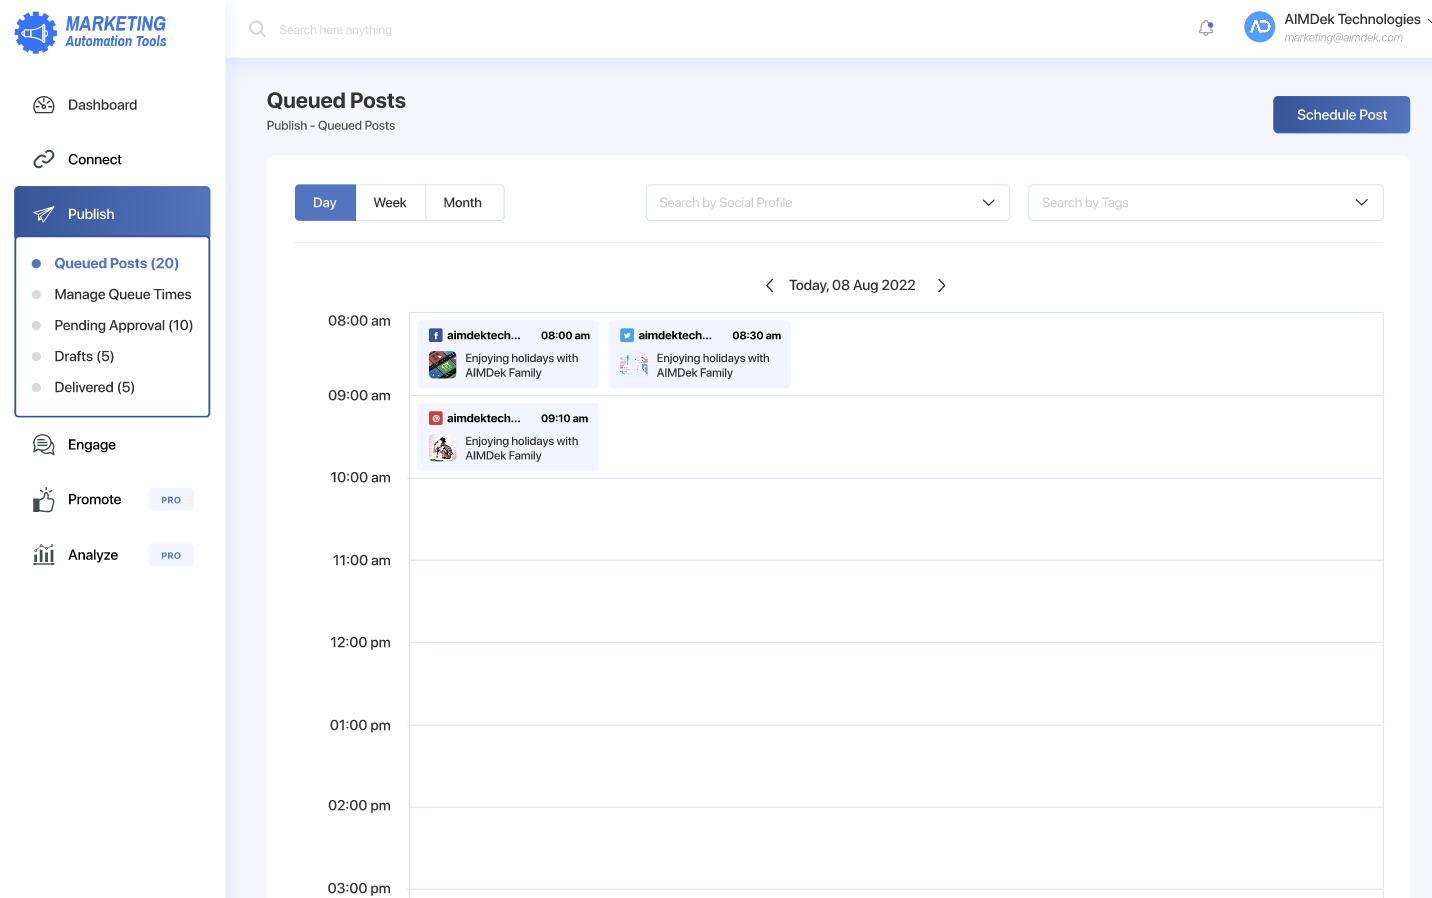 MARKETING
Automation Tools
Search here anything
AIMDek Technologies
marketing@aimdek.com
Dashboard
Connect
Publish
Queued Posts (20)
Manage Queue Times
Pending Approval (10)
Drafts (5)
Delivered (5)
Engage
Promote PRO
Analyze PRO
Queued Posts
Publish - Queued Posts
Schedule Post
Day Week Month
Search by Social Profile
Search by Tags
Today, 08 Aug 2022
08:00 am
aimdektech... 08:00 am
Enjoying holidays with
AIMDek Family
aimdektech... 08:30 am
Enjoying holidays with
AIMDek Family
09:00 am
aimdektech... 09:10 am
Enjoying holidays with
AIMDek Family
10:00 am
11:00 am
12:00 pm
01:00 pm
02:00 pm
03:00 pm